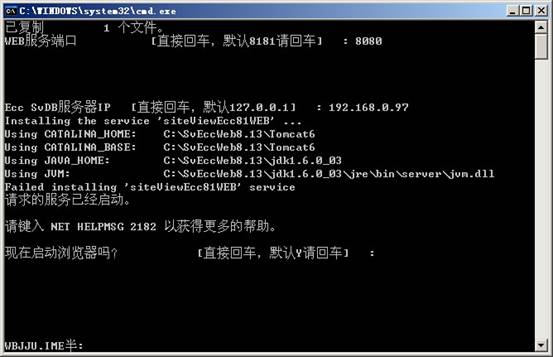 C:\WINDOWS\system32\cmd.exe
已复制 1 个文件。
WEB服务端口 [直接回车，默认8181请回车] : 8080
Ecc SvDB服务器IP [直接回车，默认127.0.0.1] : 192.168.0.97
Installing the service 'siteViewEcc81WEB' ...
Using CATALINA_HOME: C:\SvEccWeb8.13\Tomcat6
Using CATALINA_BASE: C:\SvEccWeb8.13\Tomcat6
Using JAVA_HOME: C:\SvEccWeb8.13\jdk1.6.0_03
Using JVM: C:\SvEccWeb8.13\jdk1.6.0_03\jre\bin\server\jvm.dll
Failed installing 'siteViewEcc81WEB' service
请求的服务已经启动。
请键入 NET HELPMSG 2182 以获得更多的帮助。
现在启动浏览器吗? [直接回车，默认Y请回车] :
WBJJU.IME半: